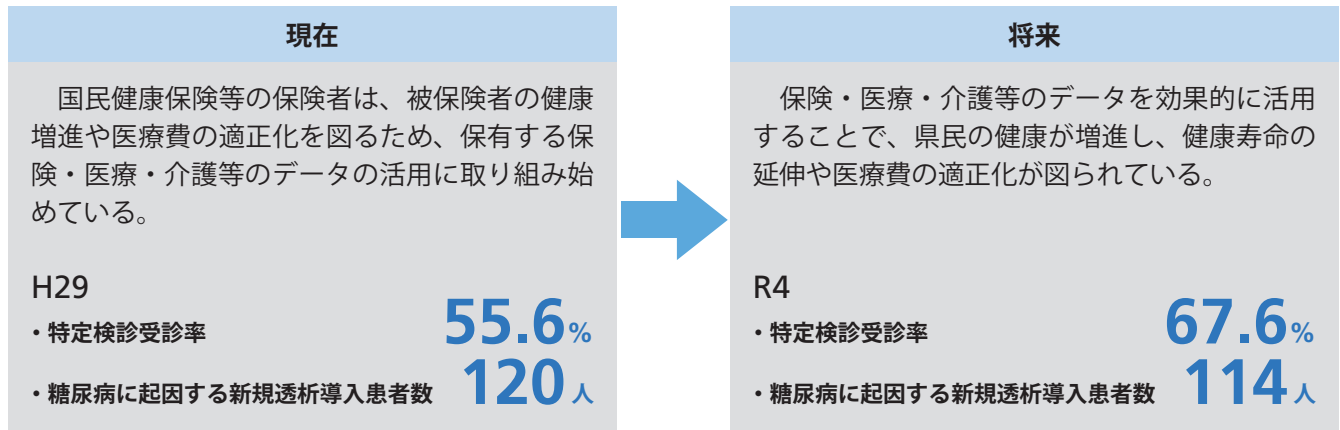 現在
国民健康保険等の保険者は、被保険者の健康
増進や医療費の適正化を図るため、保有する保
険・医療・介護等のデータの活用に取り組み始
めている。
H29
・特定検診受診率 55.6%
・糖尿病に起因する新規透析導入患者数 120人
将来
保険・医療・介護等のデータを効果的に活用
することで、県民の健康が増進し、健康寿命の
延伸や医療費の適正化が図られている。
R4
・特定検診受診率 67.6%
・糖尿病に起因する新規透析導入患者数 114人